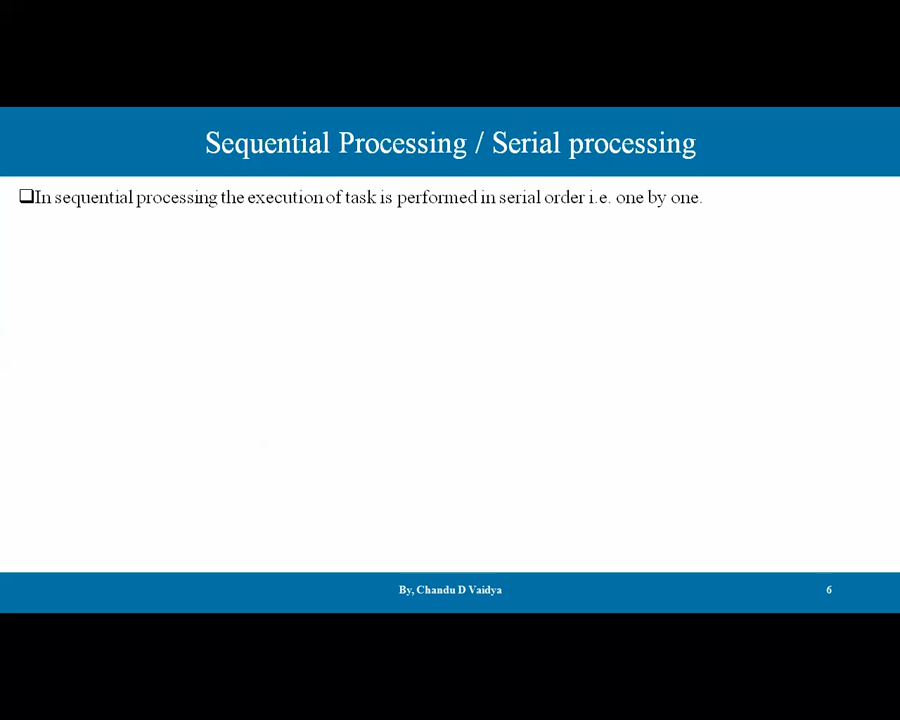 Sequential Processing / Serial processing
❑In sequential processing the execution of task is performed in serial order i.e. one by one.
By, Chandu D Vaidya
6